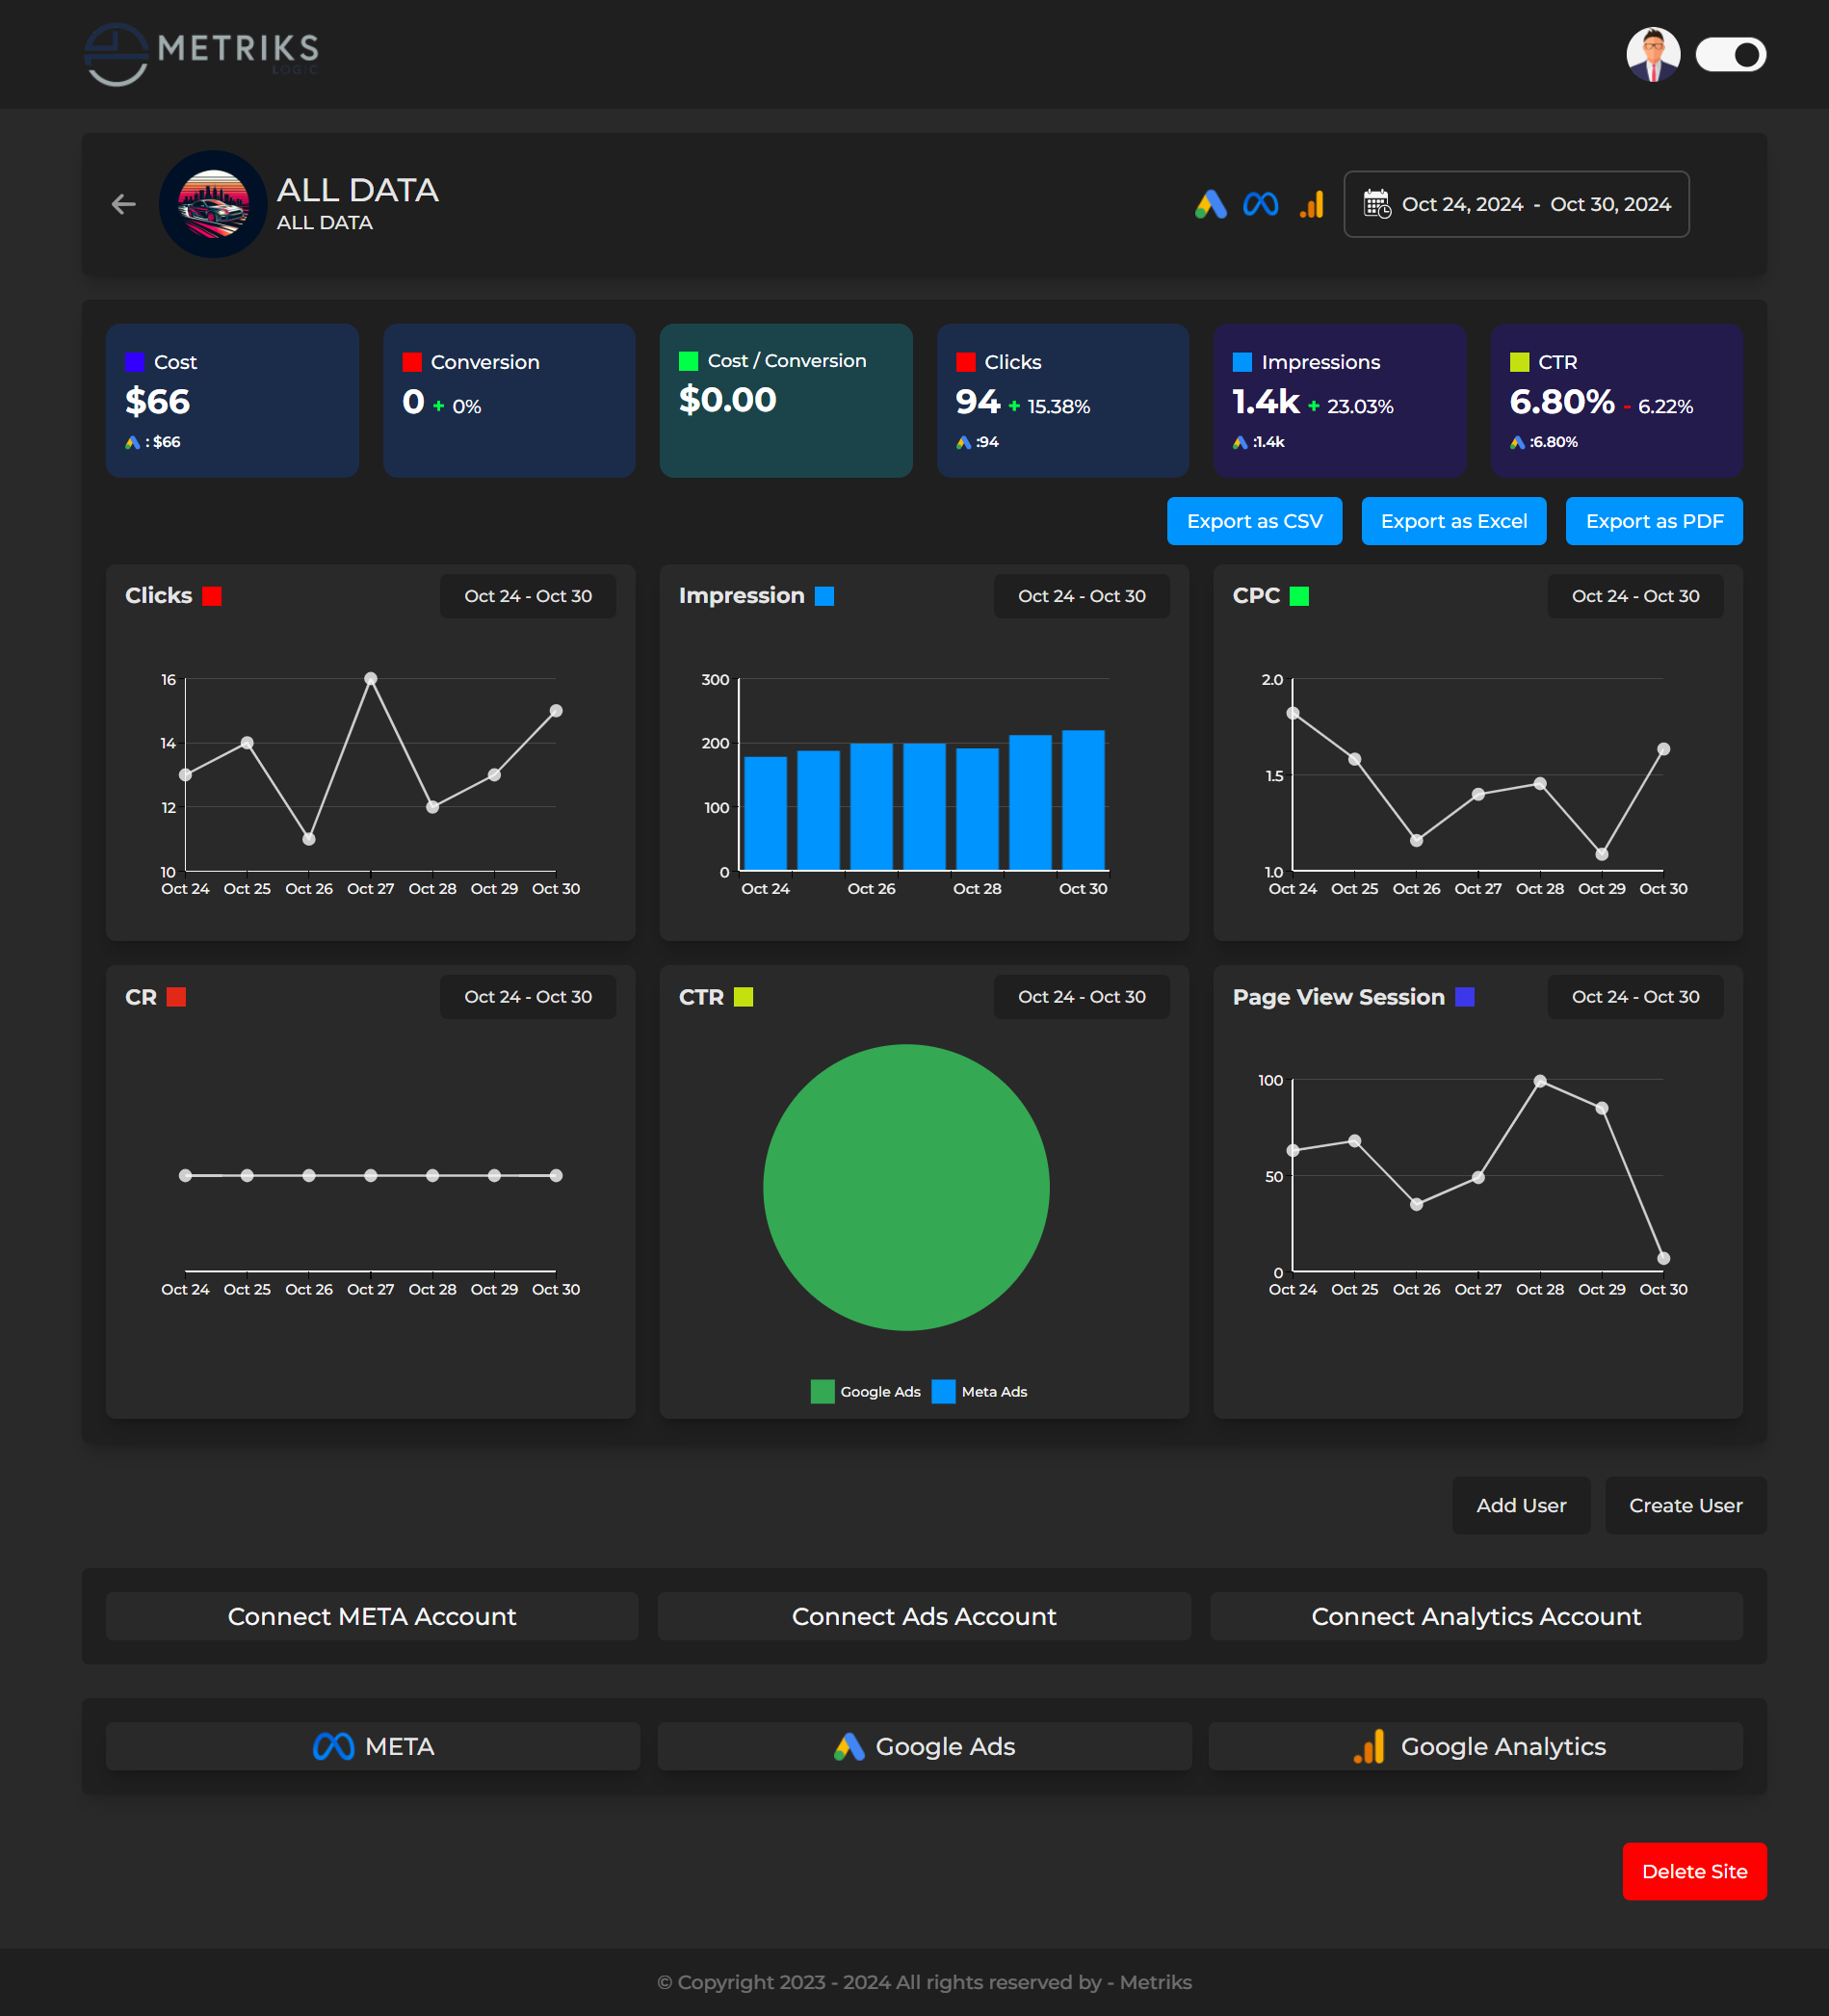 METRIKS
LOGIC
ALL DATA
ALL DATA
Oct 24, 2024 - Oct 30, 2024
Cost
$66
: $66
Conversion
0 + 0%
Cost / Conversion
$0.00
Clicks
94 + 15.38%
:94
Impressions
1.4k + 23.03%
:1.4k
CTR
6.80% - 6.22%
:6.80%
Export as CSV
Export as Excel
Export as PDF
Clicks
Oct 24 - Oct 30
16
14
12
10
Oct 24 Oct 25 Oct 26 Oct 27 Oct 28 Oct 29 Oct 30
Impression
Oct 24 - Oct 30
300
200
100
0
Oct 24 Oct 26 Oct 28 Oct 30
CPC
Oct 24 - Oct 30
2.0
1.5
1.0
Oct 24 Oct 25 Oct 26 Oct 27 Oct 28 Oct 29 Oct 30
CR
Oct 24 - Oct 30
Oct 24 Oct 25 Oct 26 Oct 27 Oct 28 Oct 29 Oct 30
CTR
Oct 24 - Oct 30
Google Ads Meta Ads
Page View Session
Oct 24 - Oct 30
100
50
0
Oct 24 Oct 25 Oct 26 Oct 27 Oct 28 Oct 29 Oct 30
Add User
Create User
Connect META Account
Connect Ads Account
Connect Analytics Account
META
Google Ads
Google Analytics
Delete Site
© Copyright 2023 - 2024 All rights reserved by - Metriks